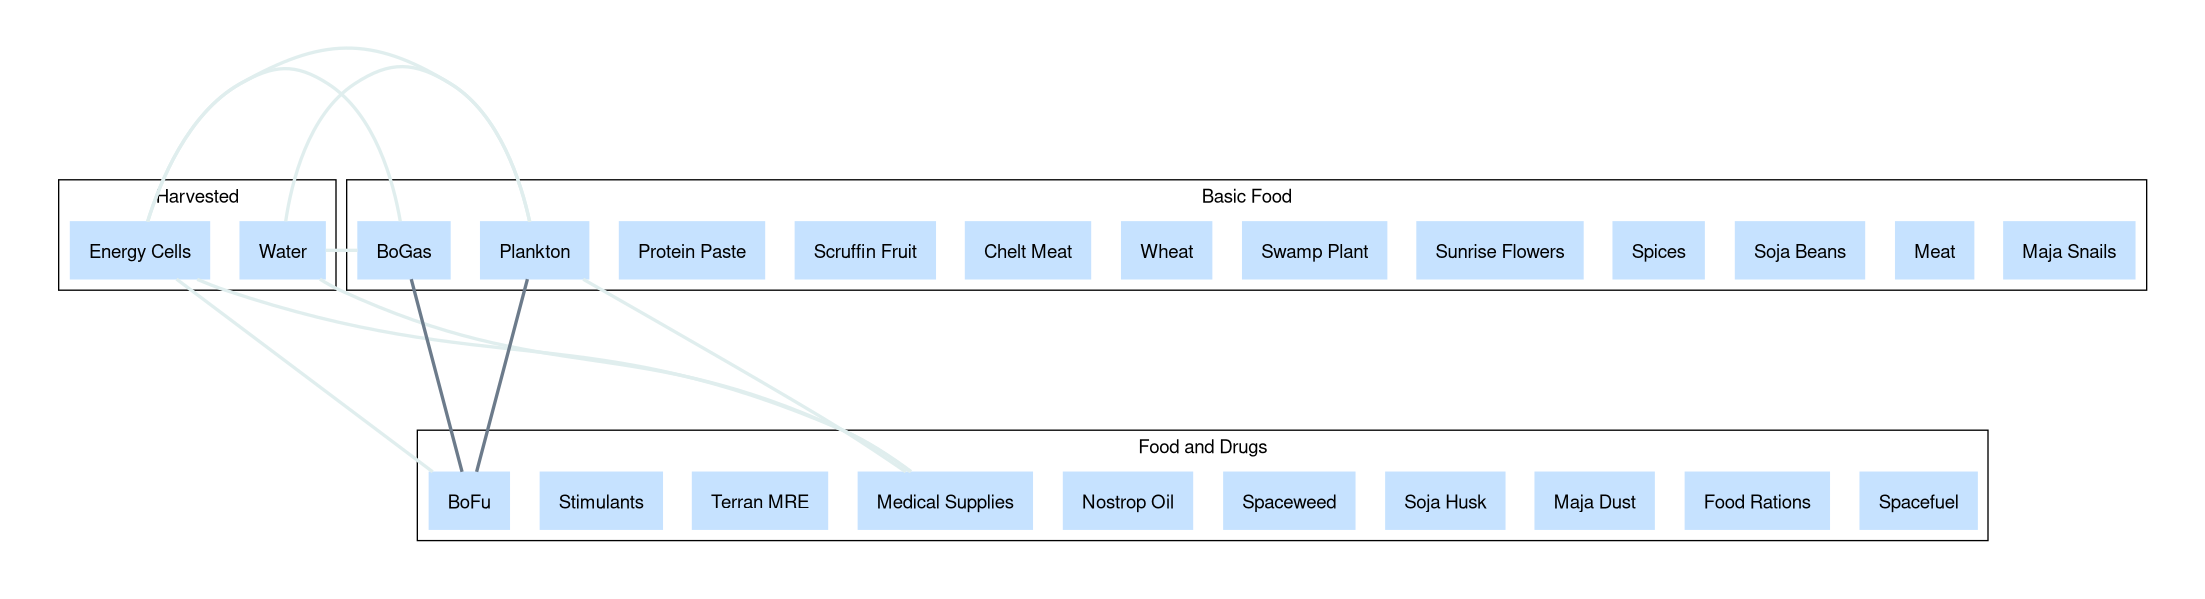 Harvested
Basic Food
Energy Cells
Water
BoGas
Plankton
Protein Paste
Scruffin Fruit
Chelt Meat
Wheat
Swamp Plant
Sunrise Flowers
Spices
Soja Beans
Meat
Maja Snails
Food and Drugs
BoFu
Stimulants
Terran MRE
Medical Supplies
Nostrop Oil
Spaceweed
Soja Husk
Maja Dust
Food Rations
Spacefuel